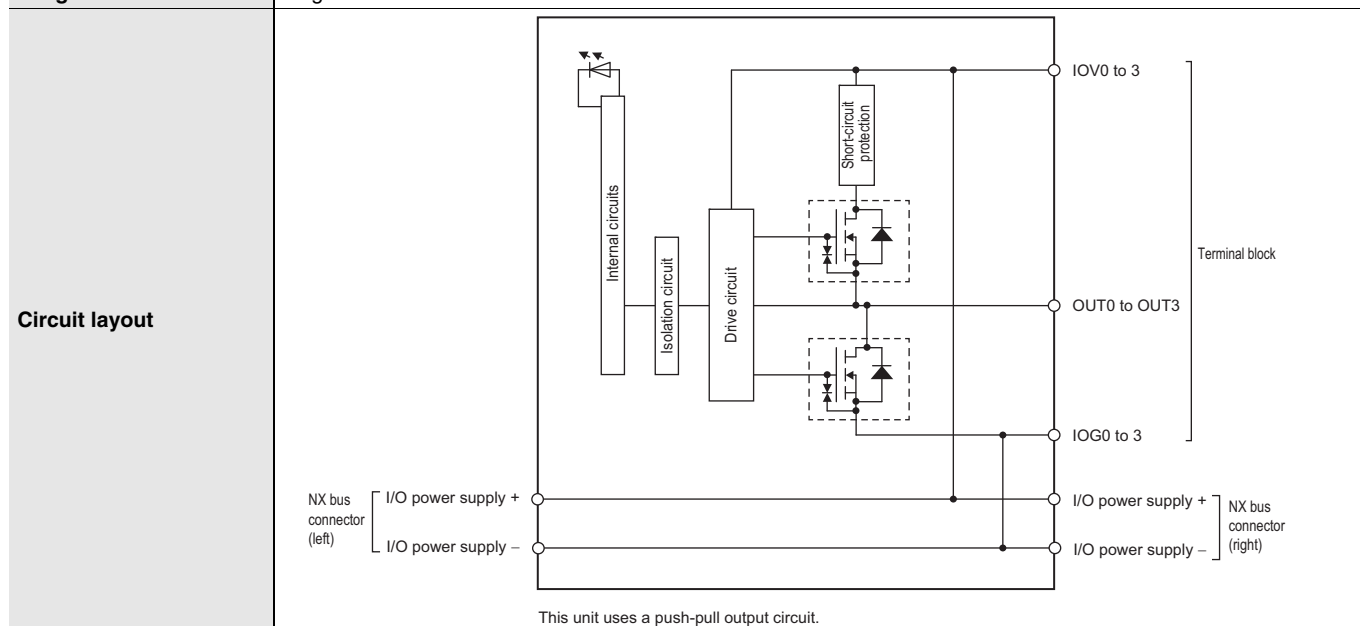 Circuit layout
IOV0 to 3
Short-circuit
protection
Internal circuits
Isolation circuit
Drive circuit
Terminal block
OUT0 to OUT3
IOG0 to 3
NX bus
connector
(left)
I/O power supply +
I/O power supply −
I/O power supply +
I/O power supply −
NX bus
connector
(right)
This unit uses a push-pull output circuit.